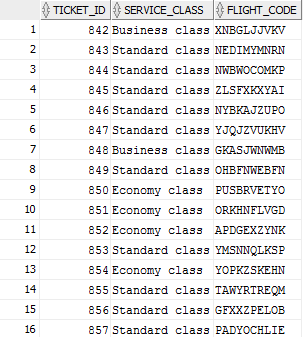 TICKET_ID SERVICE_CLASS FLIGHT_CODE
1 842 Business class XNBGLJJVKV
2 843 Standard class NEDIMYMNRN
3 844 Standard class NWBWOCOMKP
4 845 Standard class ZLSFXKXYAI
5 846 Standard class NYBKAJZUPO
6 847 Standard class YJQJZVUKHV
7 848 Business class GKASJWNWMB
8 849 Standard class OHBFNWEBFN
9 850 Economy class PUSBRVETYO
10 851 Economy class ORKHNFLVGD
11 852 Economy class APDGEXZYNK
12 853 Standard class YMSNNQLKSP
13 854 Economy class YOPKZSKEHN
14 855 Standard class TAWYRTREQM
15 856 Standard class GFXXZPELOB
16 857 Standard class PADYOCHLIE